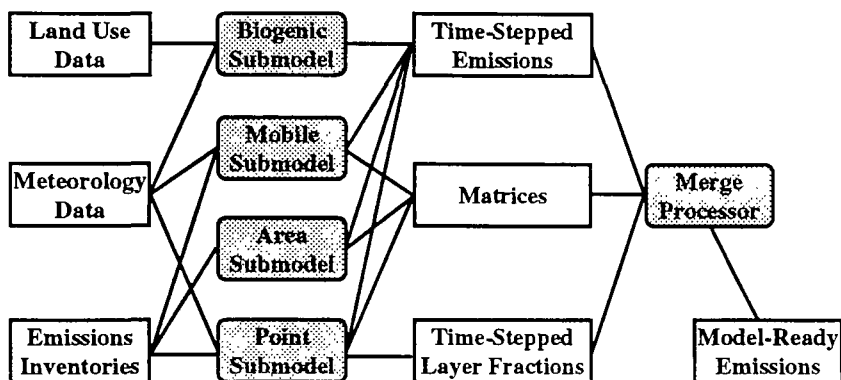 Land Use
Data
Biogenic
Submodel
Time-Stepped
Emissions
Mobile
Submodel
Meteorology
Data
Matrices
Merge
Processor
Area
Submodel
Emissions
Inventories
Point
Submodel
Time-Stepped
Layer Fractions
Model-Ready
Emissions